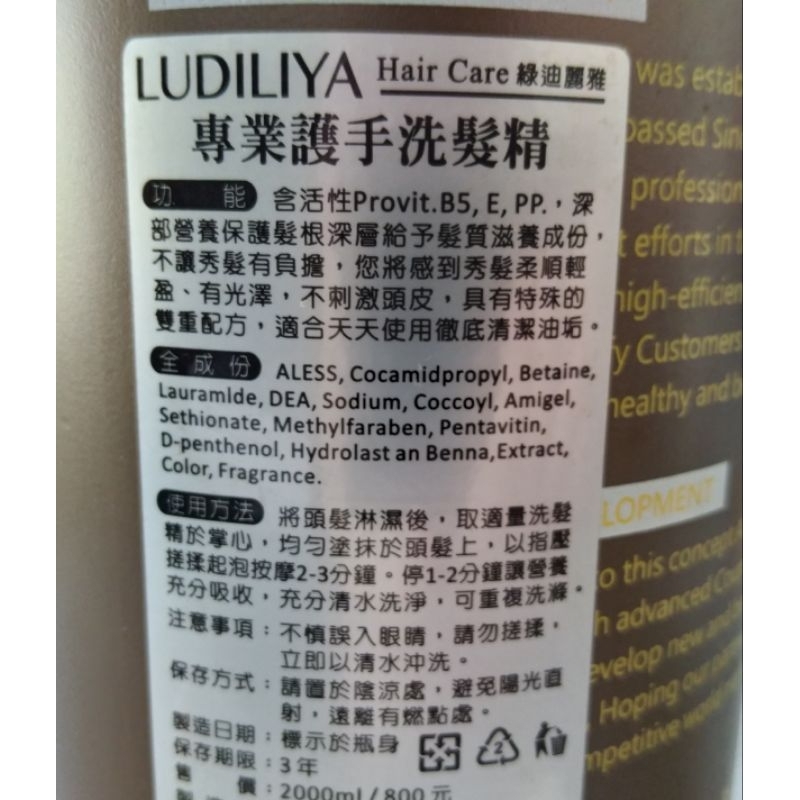 LUDILIYA Hair Care 綠迪麗雅
專業護手洗髮精
功能 含活性Provit.B5, E, PP.，深
部營養保護髮根深層給予髮質滋養成份，
不讓秀髮有負擔，您將感到秀髮柔順輕
盈、有光澤，不刺激頭皮，具有特殊的
雙重配方，適合天天使用徹底清潔油垢。
全成份 ALESS, Cocamidpropyl, Betaine,
Lauramlde, DEA, Sodium, Coccoyl, Amigel,
Sethionate, Methylfaraben, Pentavitin,
D-penthenol, Hydrolast an Benna,Extract,
Color, Fragrance.
使用方法 將頭髮淋濕後，取適量洗髮
精於掌心，均勻塗抹於頭髮上，以指壓
搓揉起泡按摩2-3分鐘。停1-2分鐘讓營養
充分吸收，充分清水洗淨，可重複洗滌。
注意事項：不慎誤入眼睛，請勿搓揉，
立即以清水沖洗。
保存方式：請置於陰涼處，避免陽光直
射，遠離有燃點處。
製造日期：標示於瓶身
保存期限：3年
售價：2000ml / 800元
was estab
passed Sin
profession
t efforts in t
high-efficien
fy Customers
healthy and b
LOPMENT
o this concept
h advanced
evelop new and
Hoping our
mpetitive world